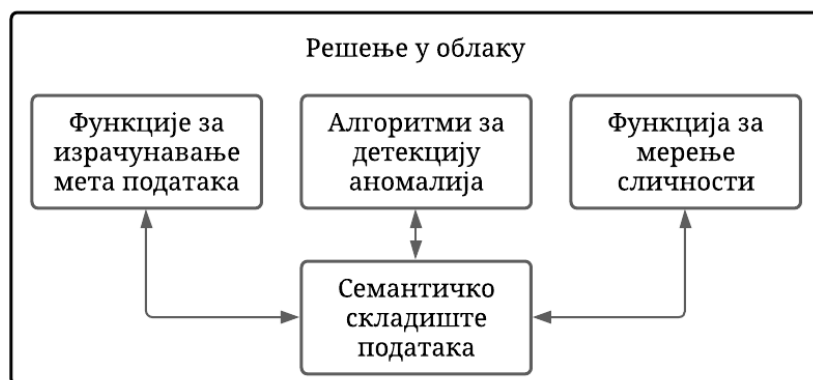 Решење у облаку
Функције за
израчунавање
мета података
Алгоритми за
детекцију
аномалија
Функција за
мерење
сличности
Семантичко
складиште
података